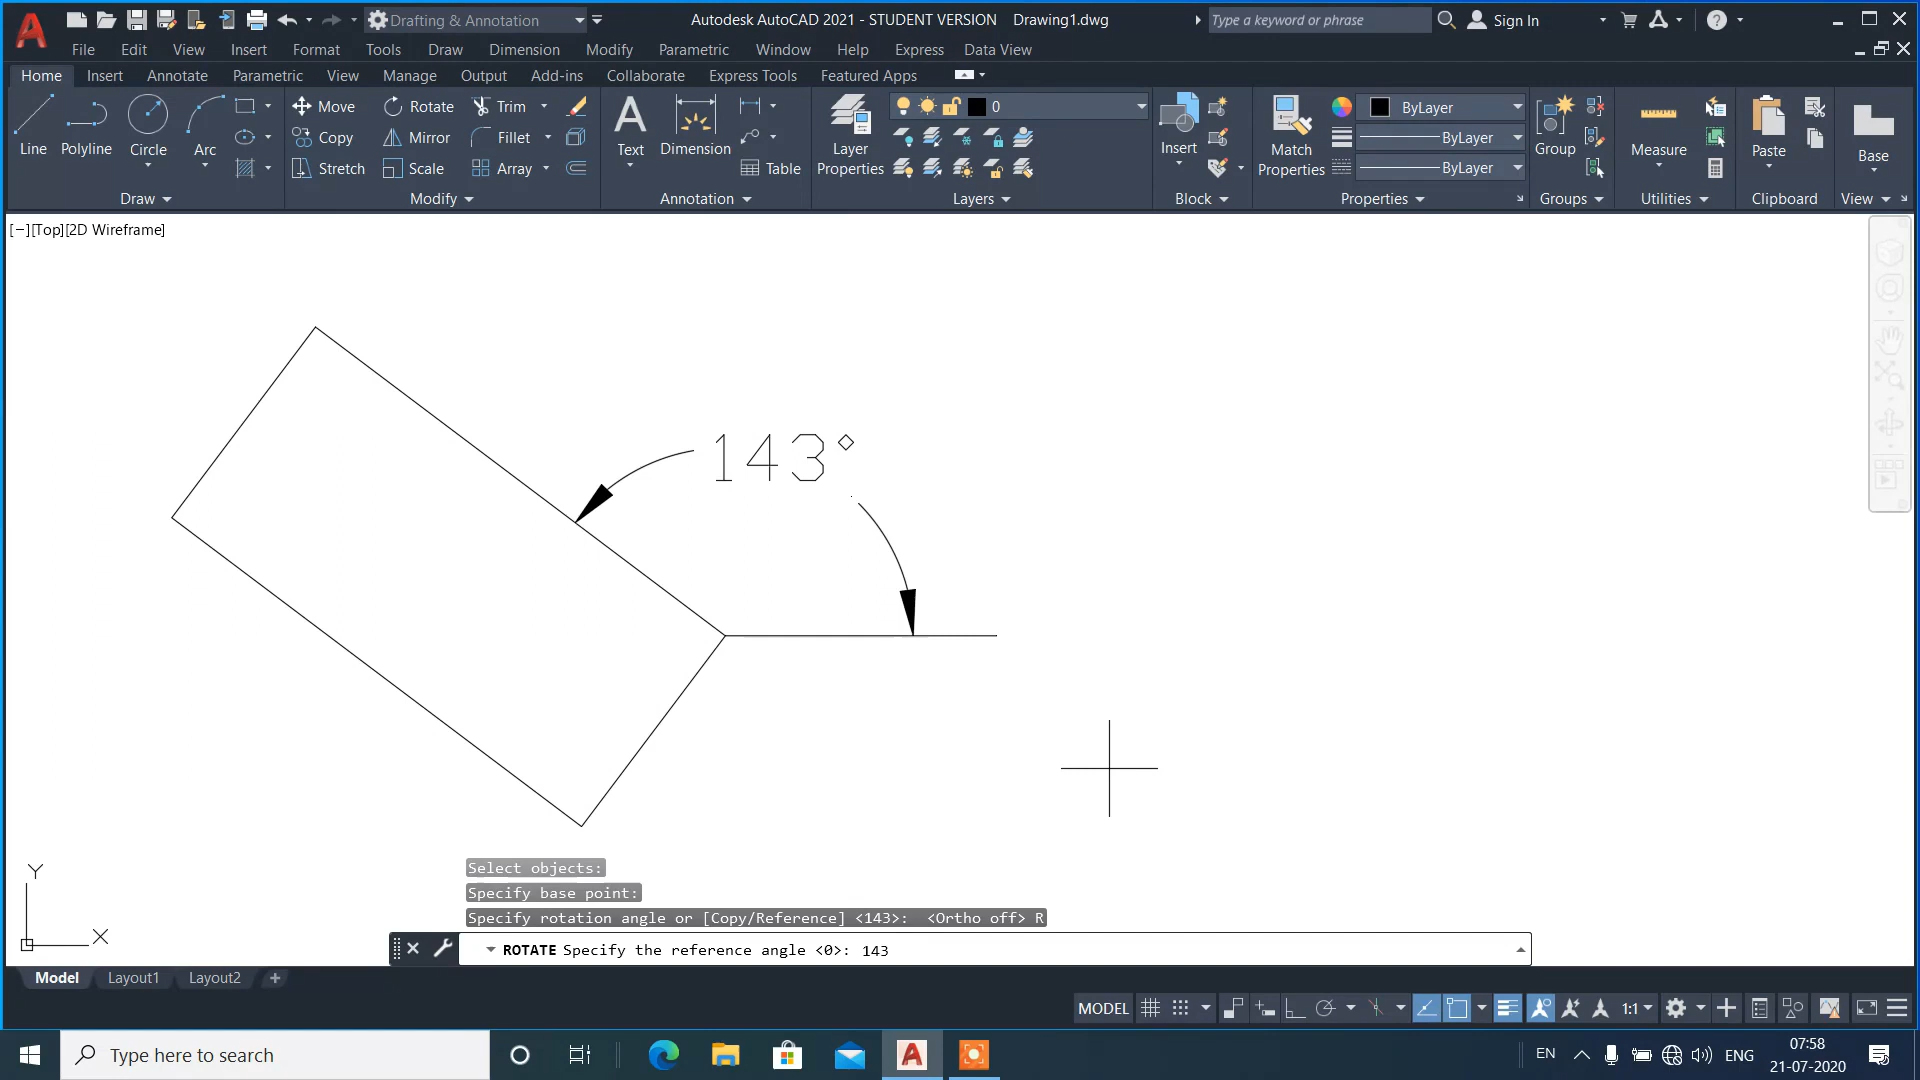 Drafting & Annotation
Autodesk AutoCAD 2021 - STUDENT VERSION Drawing1.dwg
Type a keyword or phrase
Sign In
File Edit View Insert Format Tools Draw Dimension Modify Parametric Window Help Express Data View
Home Insert Annotate Parametric View Manage Output Add-ins Collaborate Express Tools Featured Apps
Line Polyline Circle Arc
Move Rotate Trim
Copy Mirror Fillet
Stretch Scale Array
Text Dimension Table
Layer Properties
0
Insert
Match Properties
ByLayer
ByLayer
ByLayer
Group
Measure
Paste
Base
Draw Modify Annotation Layers Block Properties Groups Utilities Clipboard View
[−][Top][2D Wireframe]
143°
Y
X
Select objects:
Specify base point:
Specify rotation angle or [Copy/Reference] <143>: <Ortho off> R
ROTATE Specify the reference angle <0>: 143
Model Layout1 Layout2 +
MODEL 1:1
Type here to search
EN ENG
07:58
21-07-2020